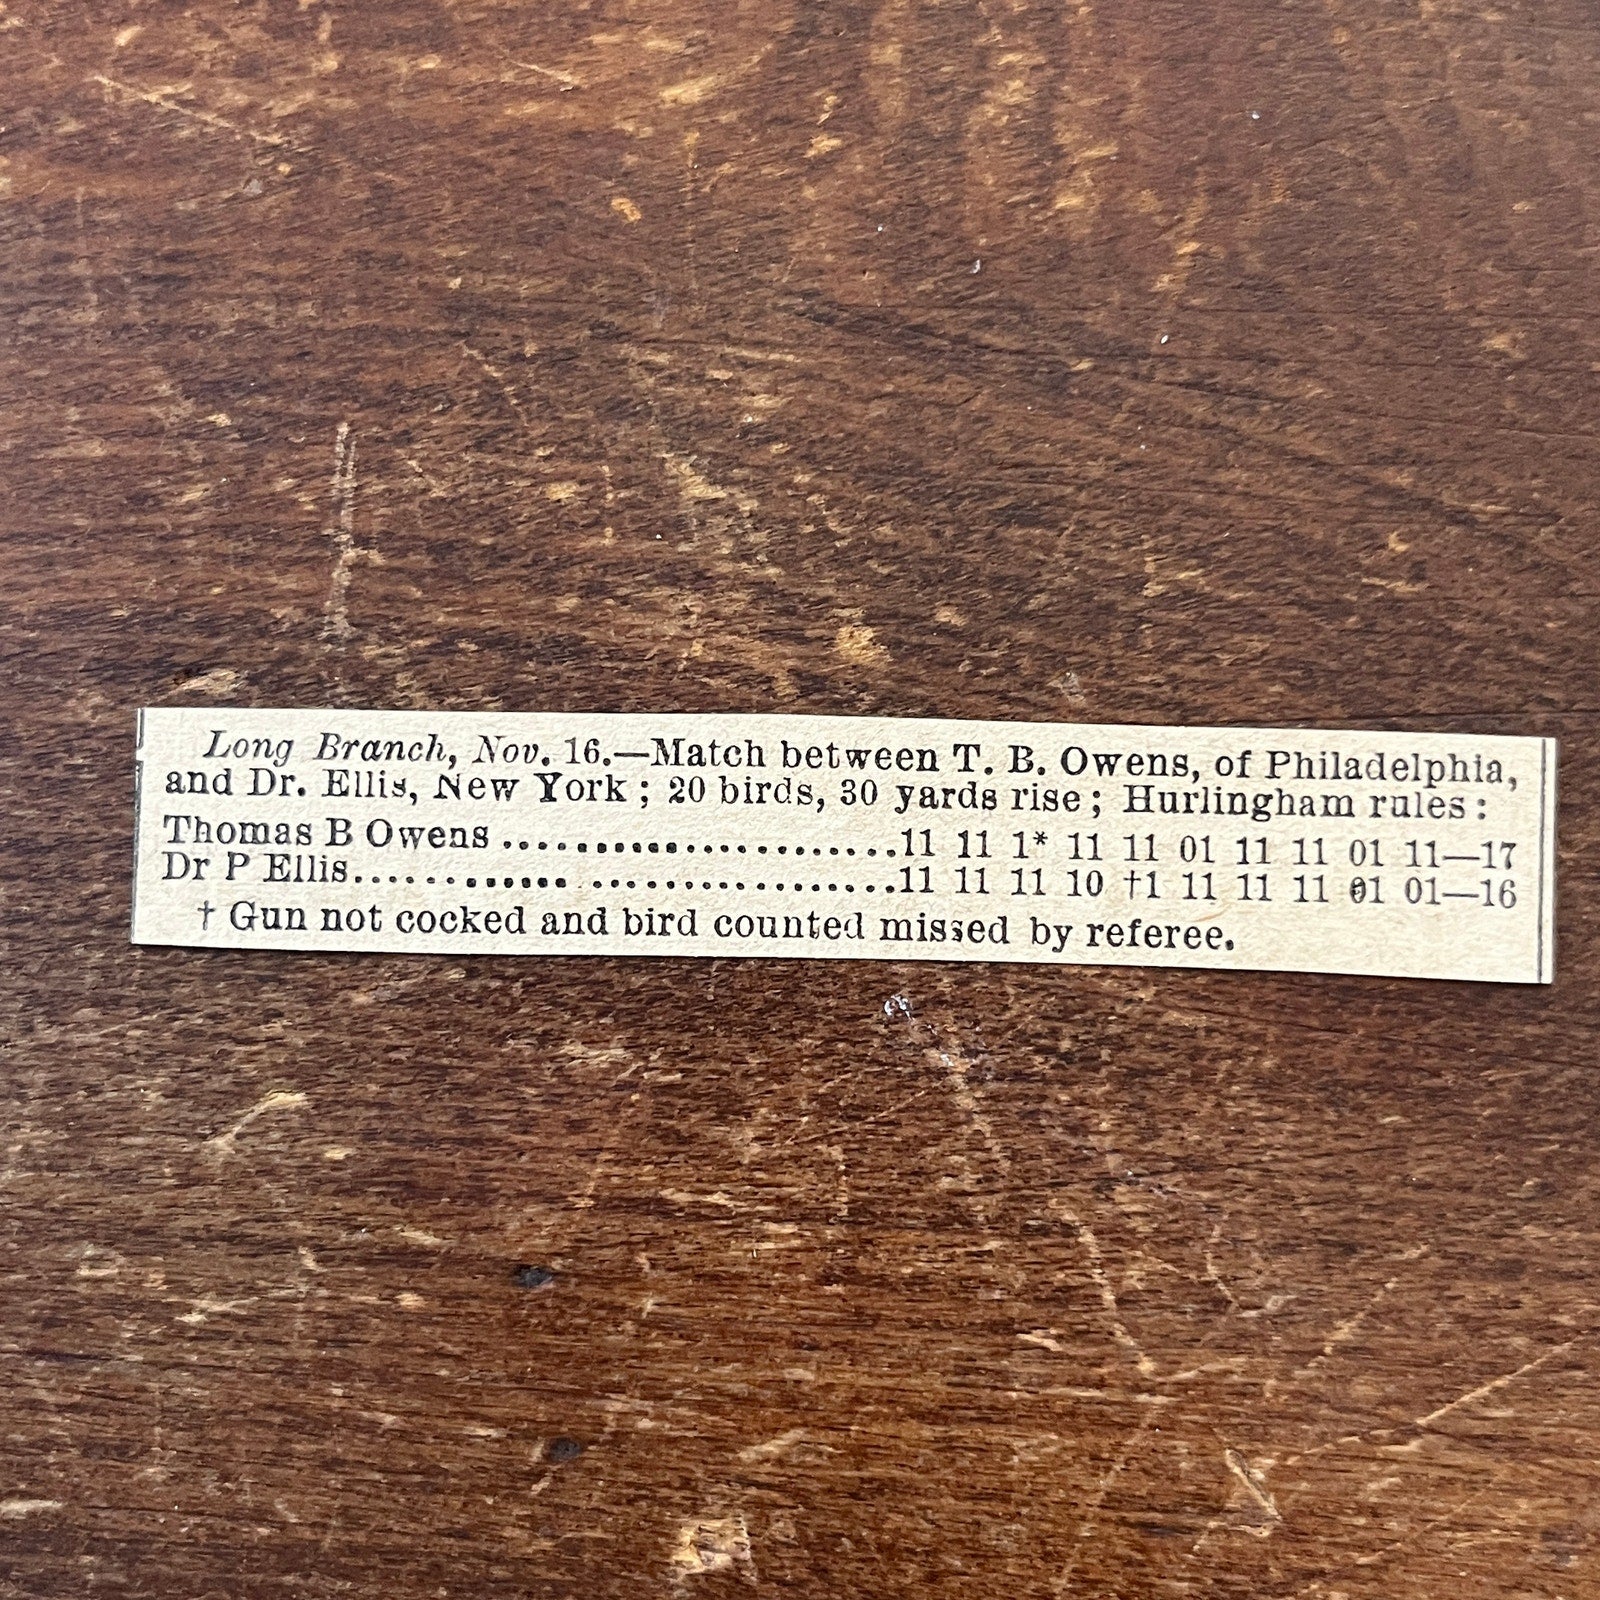 Long Branch, Nov. 16.—Match between T. B. Owens, of Philadelphia,
and Dr. Ellis, New York; 20 birds, 30 yards rise; Hurlingham rules:
Thomas B Owens........................11 11 1* 11 11 01 11 11 01 11—17
Dr P Ellis..................................11 11 11 10 †1 11 11 11 01 01—16
† Gun not cocked and bird counted missed by referee.